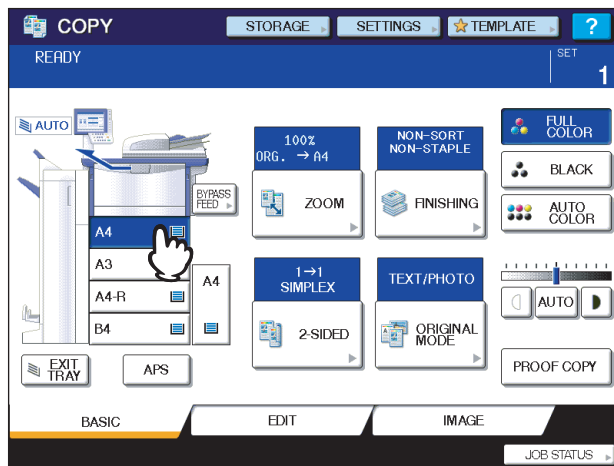 COPY
STORAGE
SETTINGS
TEMPLATE
?
READY
SET
1
AUTO
BYPASS
FEED
A4
A3
A4-R
B4
A4
EXIT
TRAY
APS
100%
ORG. → A4
ZOOM
NON-SORT
NON-STAPLE
FINISHING
1→1
SIMPLEX
2-SIDED
TEXT/PHOTO
ORIGINAL
MODE
FULL
COLOR
BLACK
AUTO
COLOR
AUTO
PROOF COPY
BASIC
EDIT
IMAGE
JOB STATUS